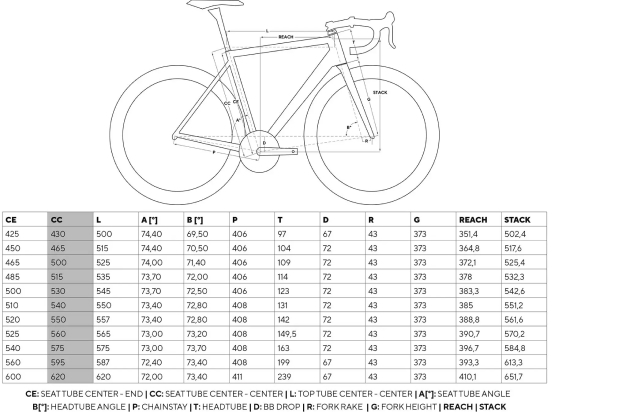 L
REACH
T
STACK
CC CE
G
A°
B°
D
R
P
O
CE CC L A [°] B [°] P T D R G REACH STACK
425 430 500 74,40 69,50 406 97 67 43 373 351,4 502,4
450 465 515 74,40 70,50 406 104 72 43 373 364,8 517,6
465 500 525 74,00 71,40 406 109 72 43 373 372,1 525,4
485 515 535 73,70 72,00 406 114 72 43 373 378 532,3
500 530 545 73,70 72,50 406 123 72 43 373 383,3 542,6
510 540 550 73,40 72,80 408 131 72 43 373 385 551,2
520 550 557 73,40 72,80 408 142 72 43 373 388,8 561,6
525 560 565 73,00 73,20 408 149,5 72 43 373 390,7 570,2
540 575 575 73,00 73,70 408 163 72 43 373 396,7 584,8
560 595 587 72,40 73,40 408 199 67 43 373 393,3 613,3
600 620 620 72,00 73,40 411 239 67 43 373 410,1 651,7
CE: SEAT TUBE CENTER - END | CC: SEAT TUBE CENTER - CENTER | L: TOP TUBE CENTER - CENTER | A[°]: SEAT TUBE ANGLE
B[°]: HEAD TUBE ANGLE | P: CHAINSTAY | T: HEADTUBE | D: BB DROP | R: FORK RAKE | G: FORK HEIGHT | REACH | STACK